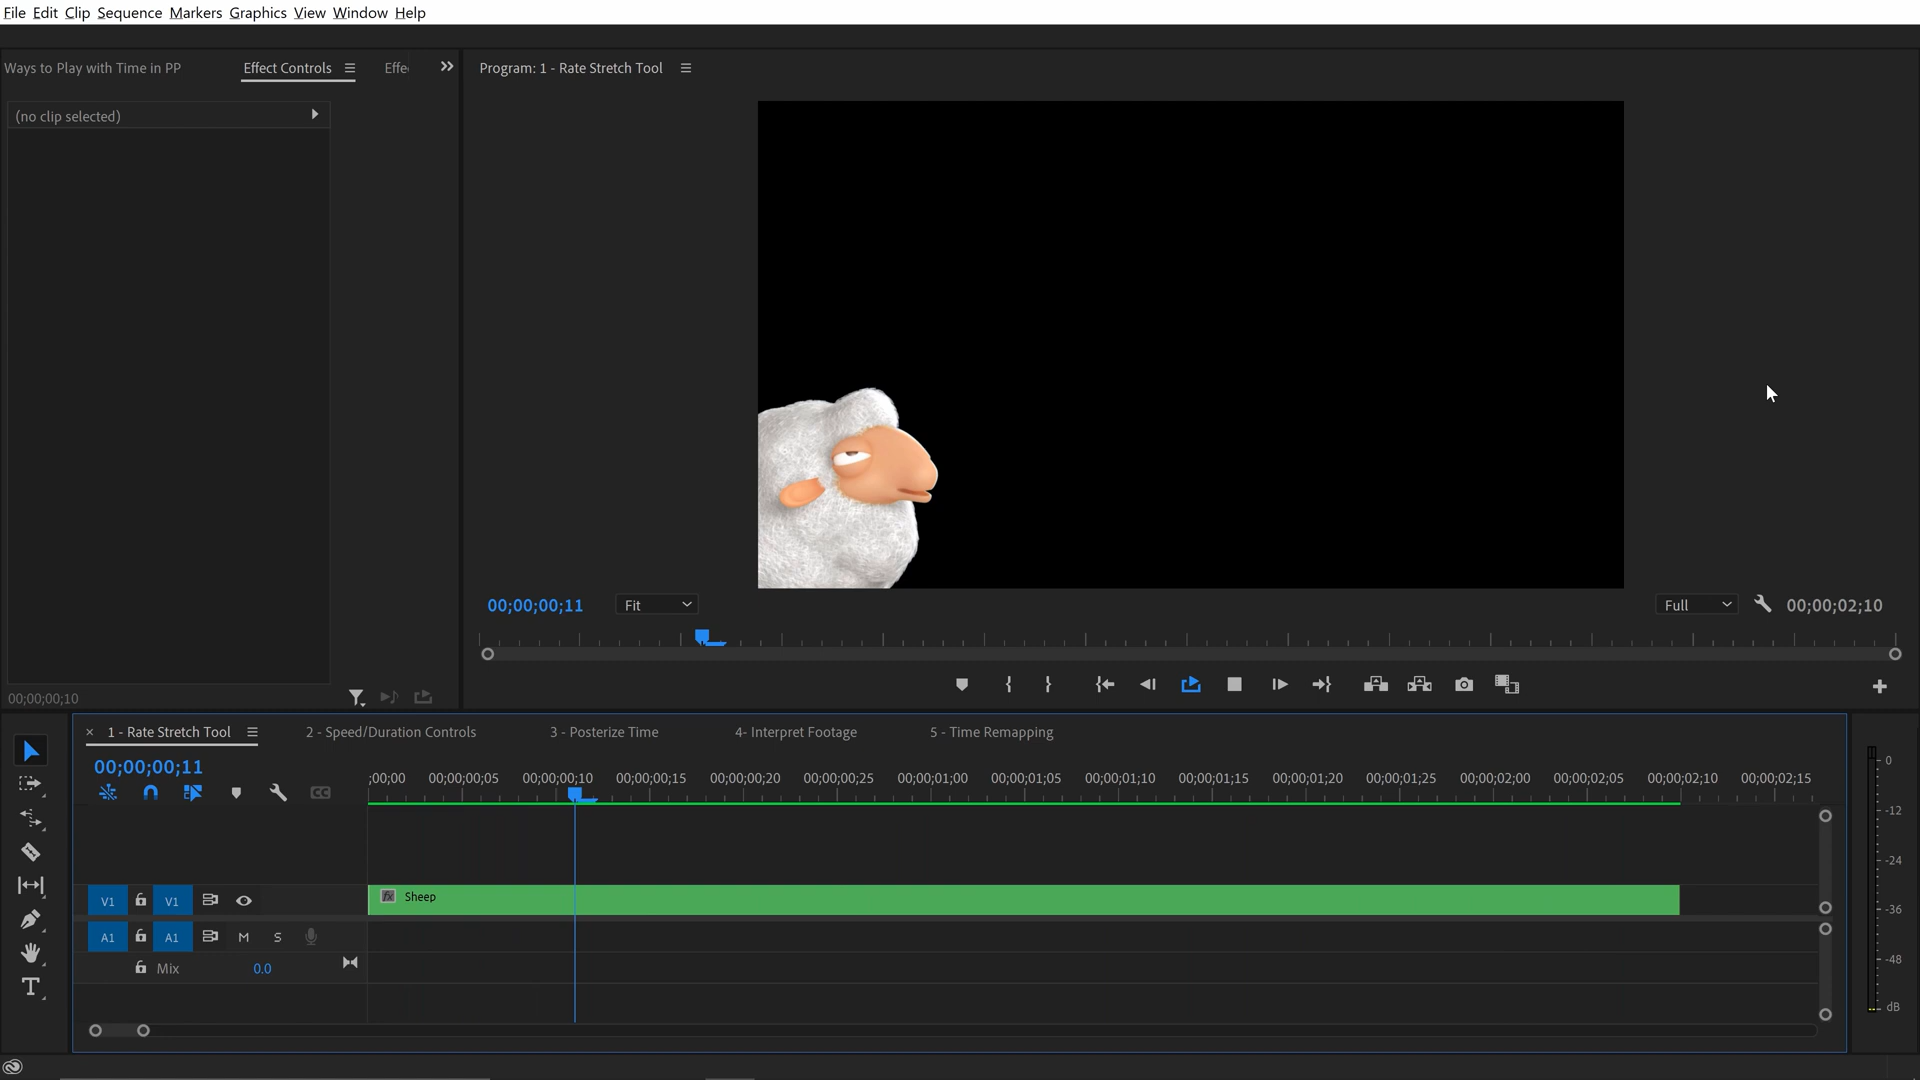 File Edit Clip Sequence Markers Graphics View Window Help
Ways to Play with Time in PP
Effect Controls
Effe
Program: 1 - Rate Stretch Tool
(no clip selected)
00;00;00;11
Fit
Full
00;00;02;10
00;00;00;10
1 - Rate Stretch Tool
2 - Speed/Duration Controls
3 - Posterize Time
4- Interpret Footage
5 - Time Remapping
00;00;00;11
;00;00 00;00;00;05 00;00;00;10 00;00;00;15 00;00;00;20 00;00;00;25 00;00;01;00 00;00;01;05 00;00;01;10 00;00;01;15 00;00;01;20 00;00;01;25 00;00;02;00 00;00;02;05 00;00;02;10 00;00;02;15
CC
V1 V1
fx Sheep
A1 A1 M S
Mix 0.0
0
-12
-24
-36
-48
dB